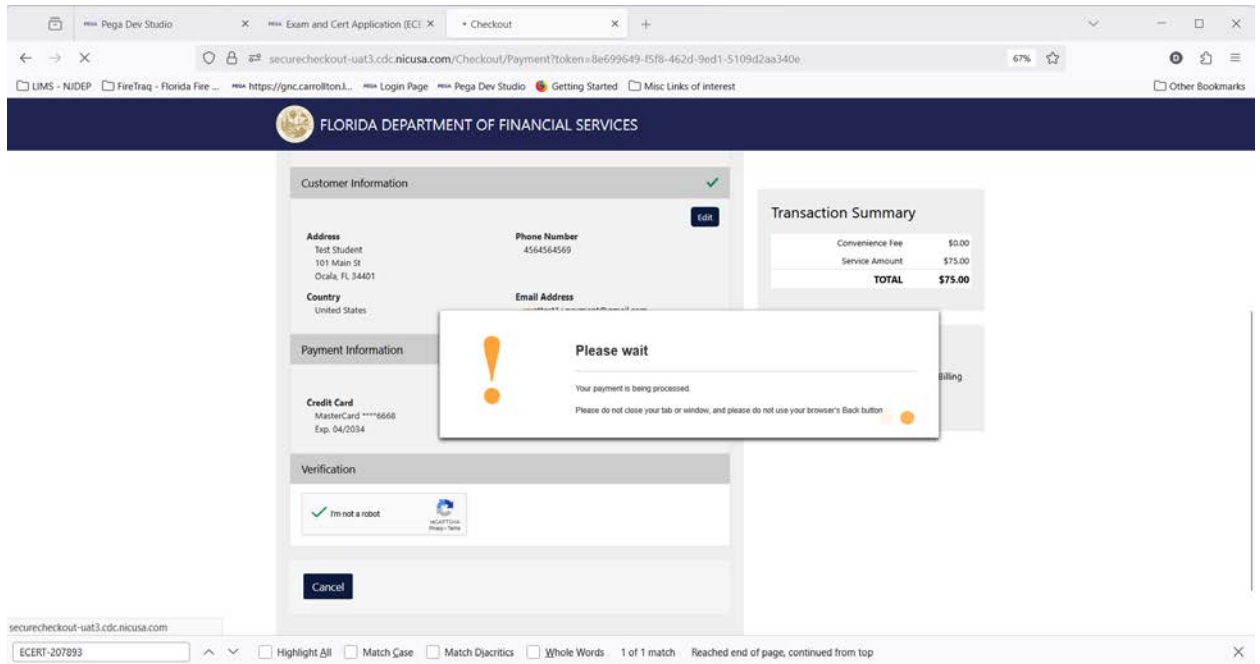 Pega Dev Studio
Exam and Cert Application (ECE
• Checkout
securecheckout-uat3.cdc.nicusa.com/Checkout/Payment?token=8e699649-f5f8-462d-9ed1-5109d2aa340e
67%
LIMS - NJDEP
FireTraq - Florida Fire ...
https://gnc.carrollton.l...
Login Page
Pega Dev Studio
Getting Started
Misc Links of interest
Other Bookmarks
FLORIDA DEPARTMENT OF FINANCIAL SERVICES
Customer Information
Edit
Address
Test Student
101 Main St
Ocala, FL 34401
Phone Number
4564564569
Country
United States
Email Address
Transaction Summary
Convenience Fee $0.00
Service Amount $75.00
TOTAL $75.00
Payment Information
Billing
Credit Card
MasterCard ****6668
Exp. 04/2034
Please wait
Your payment is being processed.
Please do not close your tab or window, and please do not use your browser's Back button
Verification
I'm not a robot
reCAPTCHA
Privacy - Terms
Cancel
securecheckout-uat3.cdc.nicusa.com
ECERT-207893
Highlight All
Match Case
Match Diacritics
Whole Words
1 of 1 match
Reached end of page, continued from top